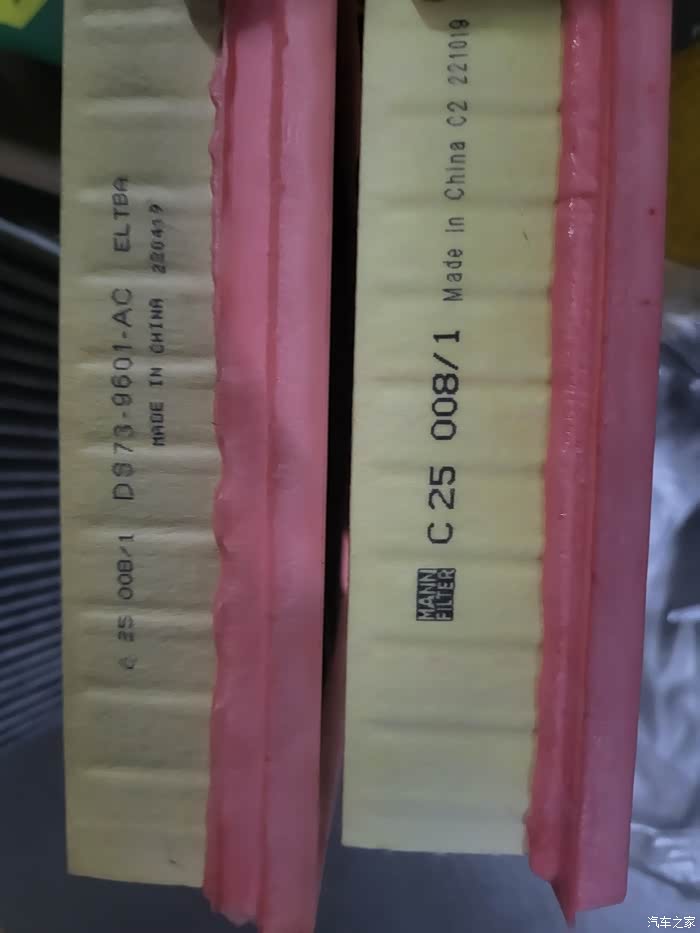 C 25 008/1 DS73-9601-AC ELTBA
MADE IN CHINA 220419
MANN
FILTER
C 25 008/1 Made in China C2 221019
汽车之家